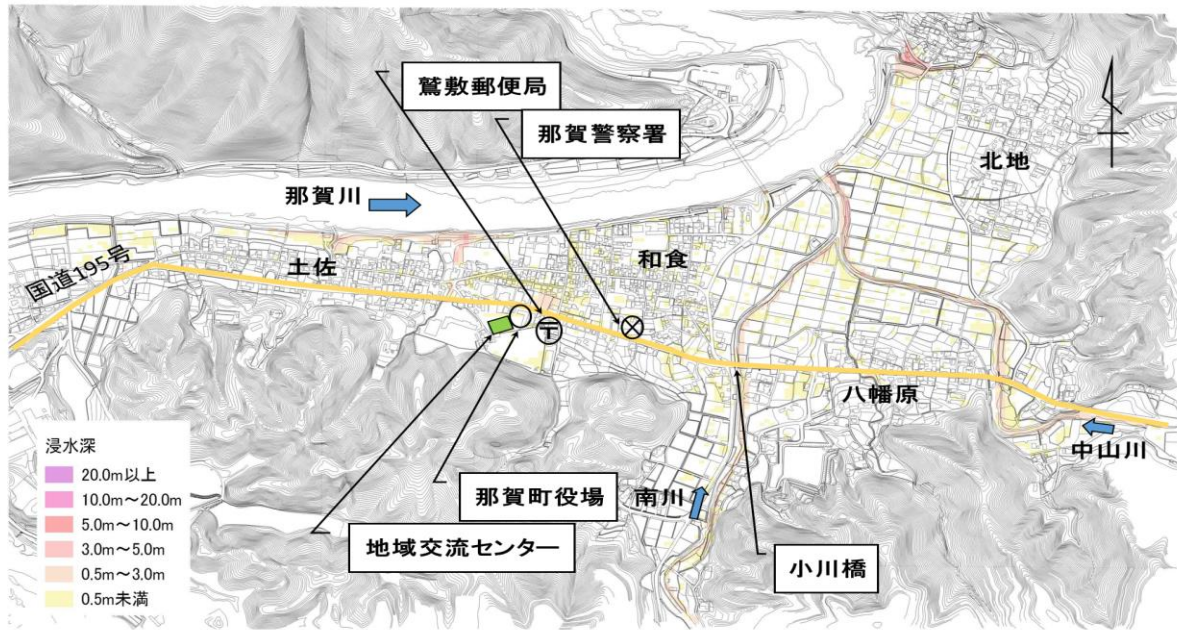 鷲敷郵便局
那賀警察署
北地
那賀川
和食
土佐
国道195号
〒
八幡原
中山川
浸水深
20.0m以上
10.0m～20.0m
5.0m～10.0m
3.0m～5.0m
0.5m～3.0m
0.5m未満
那賀町役場
南川
地域交流センター
小川橋